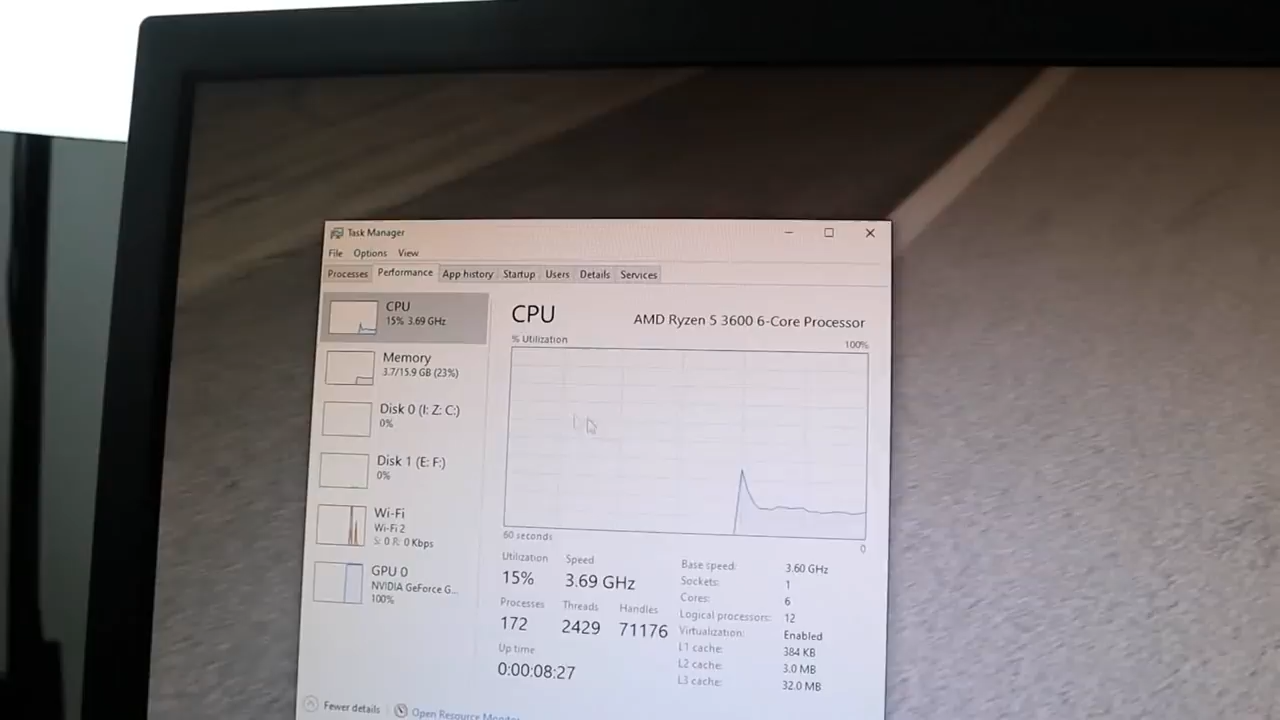 Task Manager
File Options View
Processes Performance App history Startup Users Details Services
CPU
15% 3.69 GHz
Memory
3.7/15.9 GB (23%)
Disk 0 (I: Z: C:)
0%
Disk 1 (E: F:)
0%
Wi-Fi
Wi-Fi 2
S: 0 R: 0 Kbps
GPU 0
NVIDIA GeForce G...
100%
CPU
AMD Ryzen 5 3600 6-Core Processor
% Utilization
100%
60 seconds
0
Utilization Speed
15% 3.69 GHz
Processes Threads Handles
172 2429 71176
Up time
0:00:08:27
Base speed: 3.60 GHz
Sockets: 1
Cores: 6
Logical processors: 12
Virtualization: Enabled
L1 cache: 384 KB
L2 cache: 3.0 MB
L3 cache: 32.0 MB
Fewer details
Open Resource Monitor